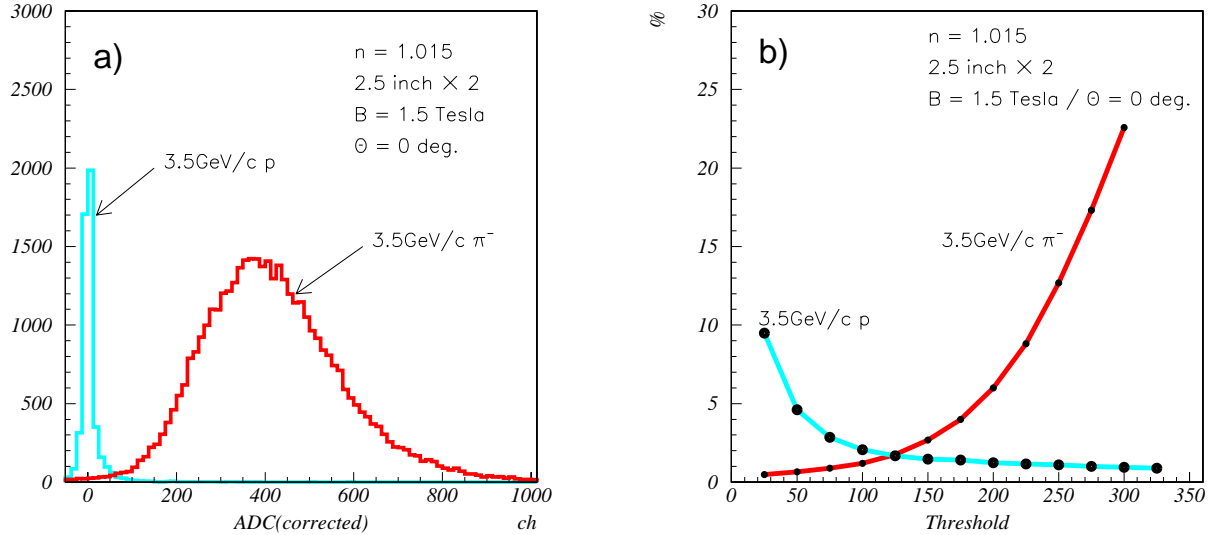 a)
n = 1.015
2.5 inch × 2
B = 1.5 Tesla
Θ = 0 deg.
3.5GeV/c p
3.5GeV/c π⁻
3000
2500
2000
1500
1000
500
0
0
200
400
600
800
1000
ADC(corrected)
ch
b)
%
n = 1.015
2.5 inch × 2
B = 1.5 Tesla / Θ = 0 deg.
3.5GeV/c π⁻
3.5GeV/c p
30
25
20
15
10
5
0
0
50
100
150
200
250
300
350
Threshold